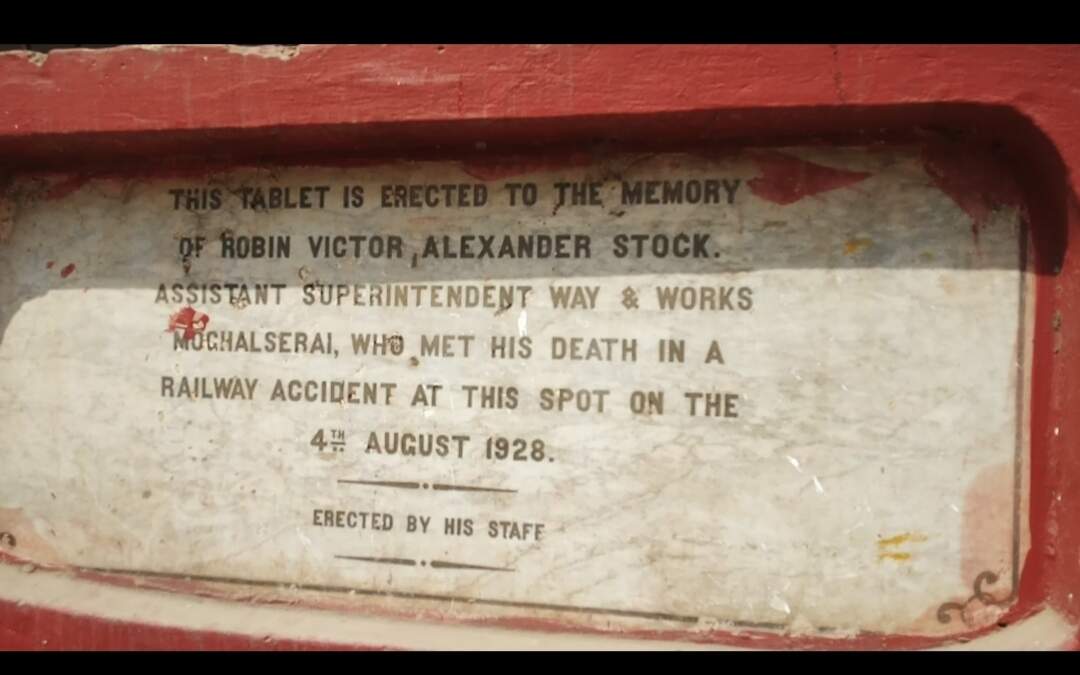 THIS TABLET IS ERECTED TO THE MEMORY
OF ROBIN VICTOR ALEXANDER STOCK.
ASSISTANT SUPERINTENDENT WAY & WORKS
MOGHALSERAI, WHO MET HIS DEATH IN A
RAILWAY ACCIDENT AT THIS SPOT ON THE
4TH AUGUST 1928.
ERECTED BY HIS STAFF